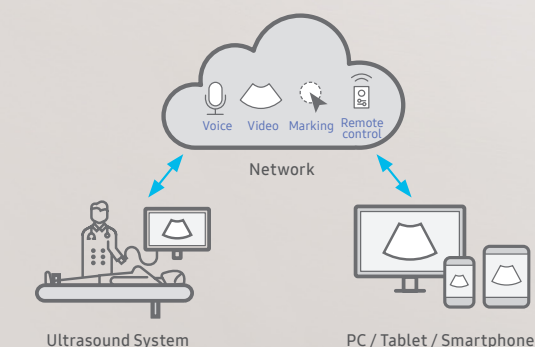 Voice Video Marking Remote
control
Network
Ultrasound System
PC / Tablet / Smartphone